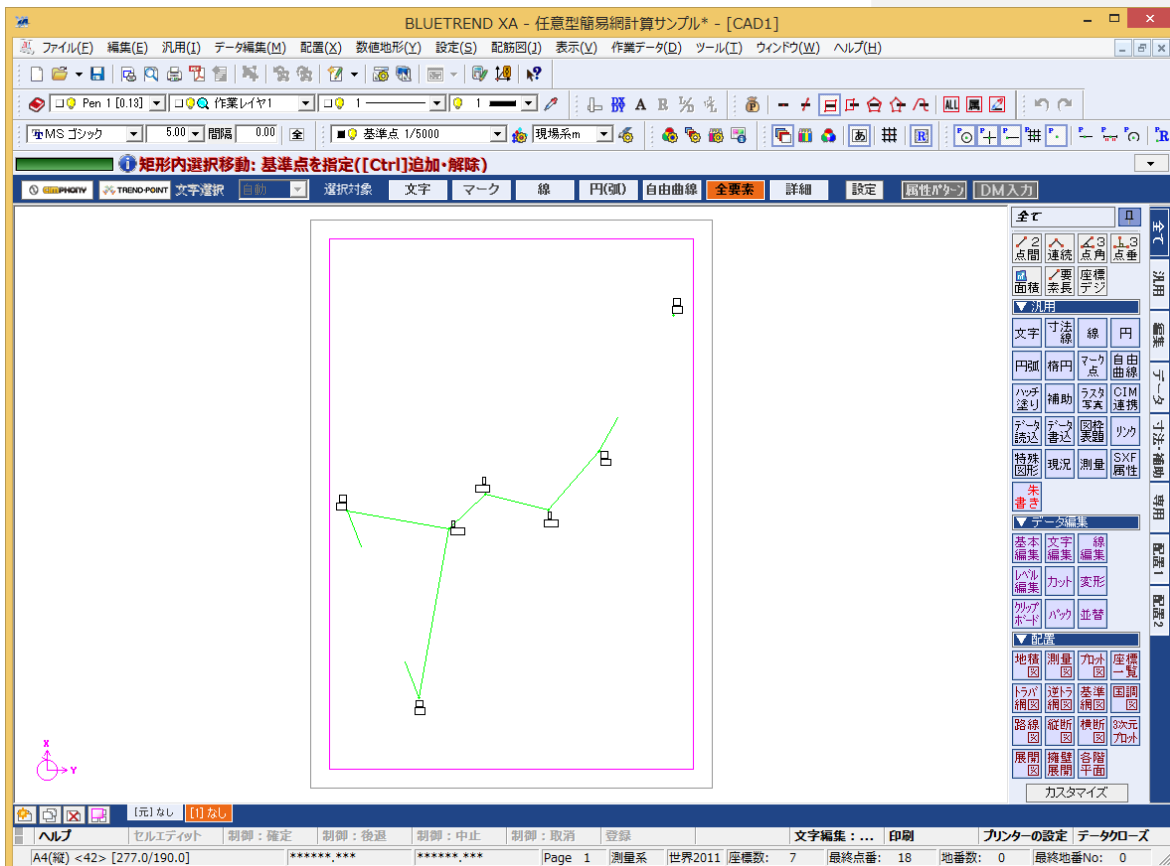 BLUETREND XA - 任意型簡易網計算サンプル* - [CAD1]
ファイル(F) 編集(E) 汎用(I) データ編集(M) 配置(X) 数値地形(Y) 設定(S) 配筋図(J) 表示(V) 作業データ(D) ツール(T) ウィンドウ(W) ヘルプ(H)
Pen 1 [0.13] 作業レイヤ1 1 1 A R ALL 属
MS ゴシック 5.00 間隔 0.00 全 基準点 1/5000 現場系m あ R
矩形内選択移動: 基準点を指定([Ctrl]追加・解除)
SiMPHONY TREND-POINT 文字選択 自動 選択対象 文字 マーク 線 円(弧) 自由曲線 全要素 詳細 設定 属性パターン DM入力
全て
2点間 連続 3点角 3点垂
面積 要素長 座標デジ
▼汎用
文字 寸法線 線 円
円弧 楕円 マーク点 自由曲線
ハッチ塗り 補助 ラスタ写真 CIM連携
データ読込 データ書込 図枠表題 リンク
特殊図形 現況 測量 SXF属性
朱書き
▼データ編集
基本編集 文字編集 線編集
レベル編集 カット 変形
クリップボード パック 並替
▼配置
地積図 測量図 プロット図 座標一覧
トラバ網図 逆トラ網図 基準網図 国調図
路線図 縦断図 横断図 3次元プロット
展開図 擁壁展開 各階平面
カスタマイズ
全て
汎用
編集
データ
寸法・補助
専用
配置1
配置2
X
Y
[元]なし [1]なし
ヘルプ セルエディット 制御:確定 制御:後退 制御:中止 制御:取消 登録 文字編集:... 印刷 プリンターの設定 データクローズ
A4(縦) <42> [277.0/190.0] ******.*** ******.*** Page 1 測量系 世界2011 座標数: 7 最終点番: 18 地番数: 0 最終地番No: 0